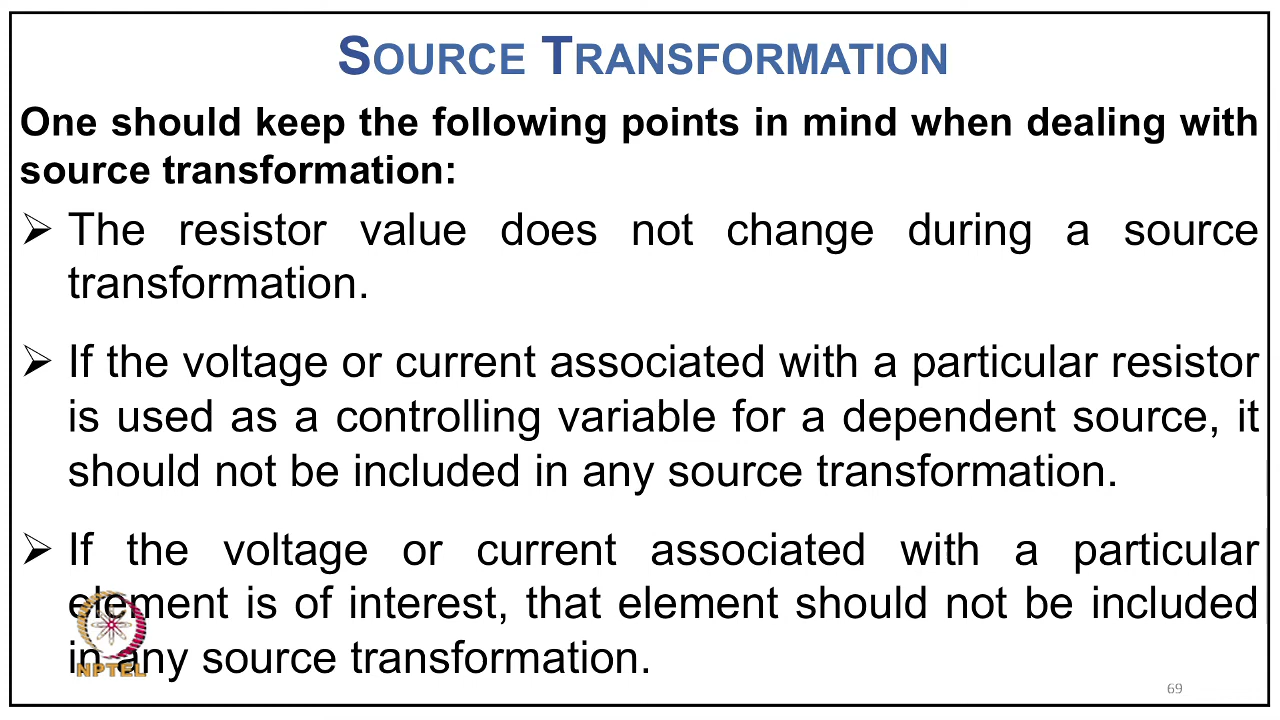 SOURCE TRANSFORMATION
One should keep the following points in mind when dealing with
source transformation:
➢ The resistor value does not change during a source
transformation.
➢ If the voltage or current associated with a particular resistor
is used as a controlling variable for a dependent source, it
should not be included in any source transformation.
➢ If the voltage or current associated with a particular
element is of interest, that element should not be included
in any source transformation.
NPTEL
69